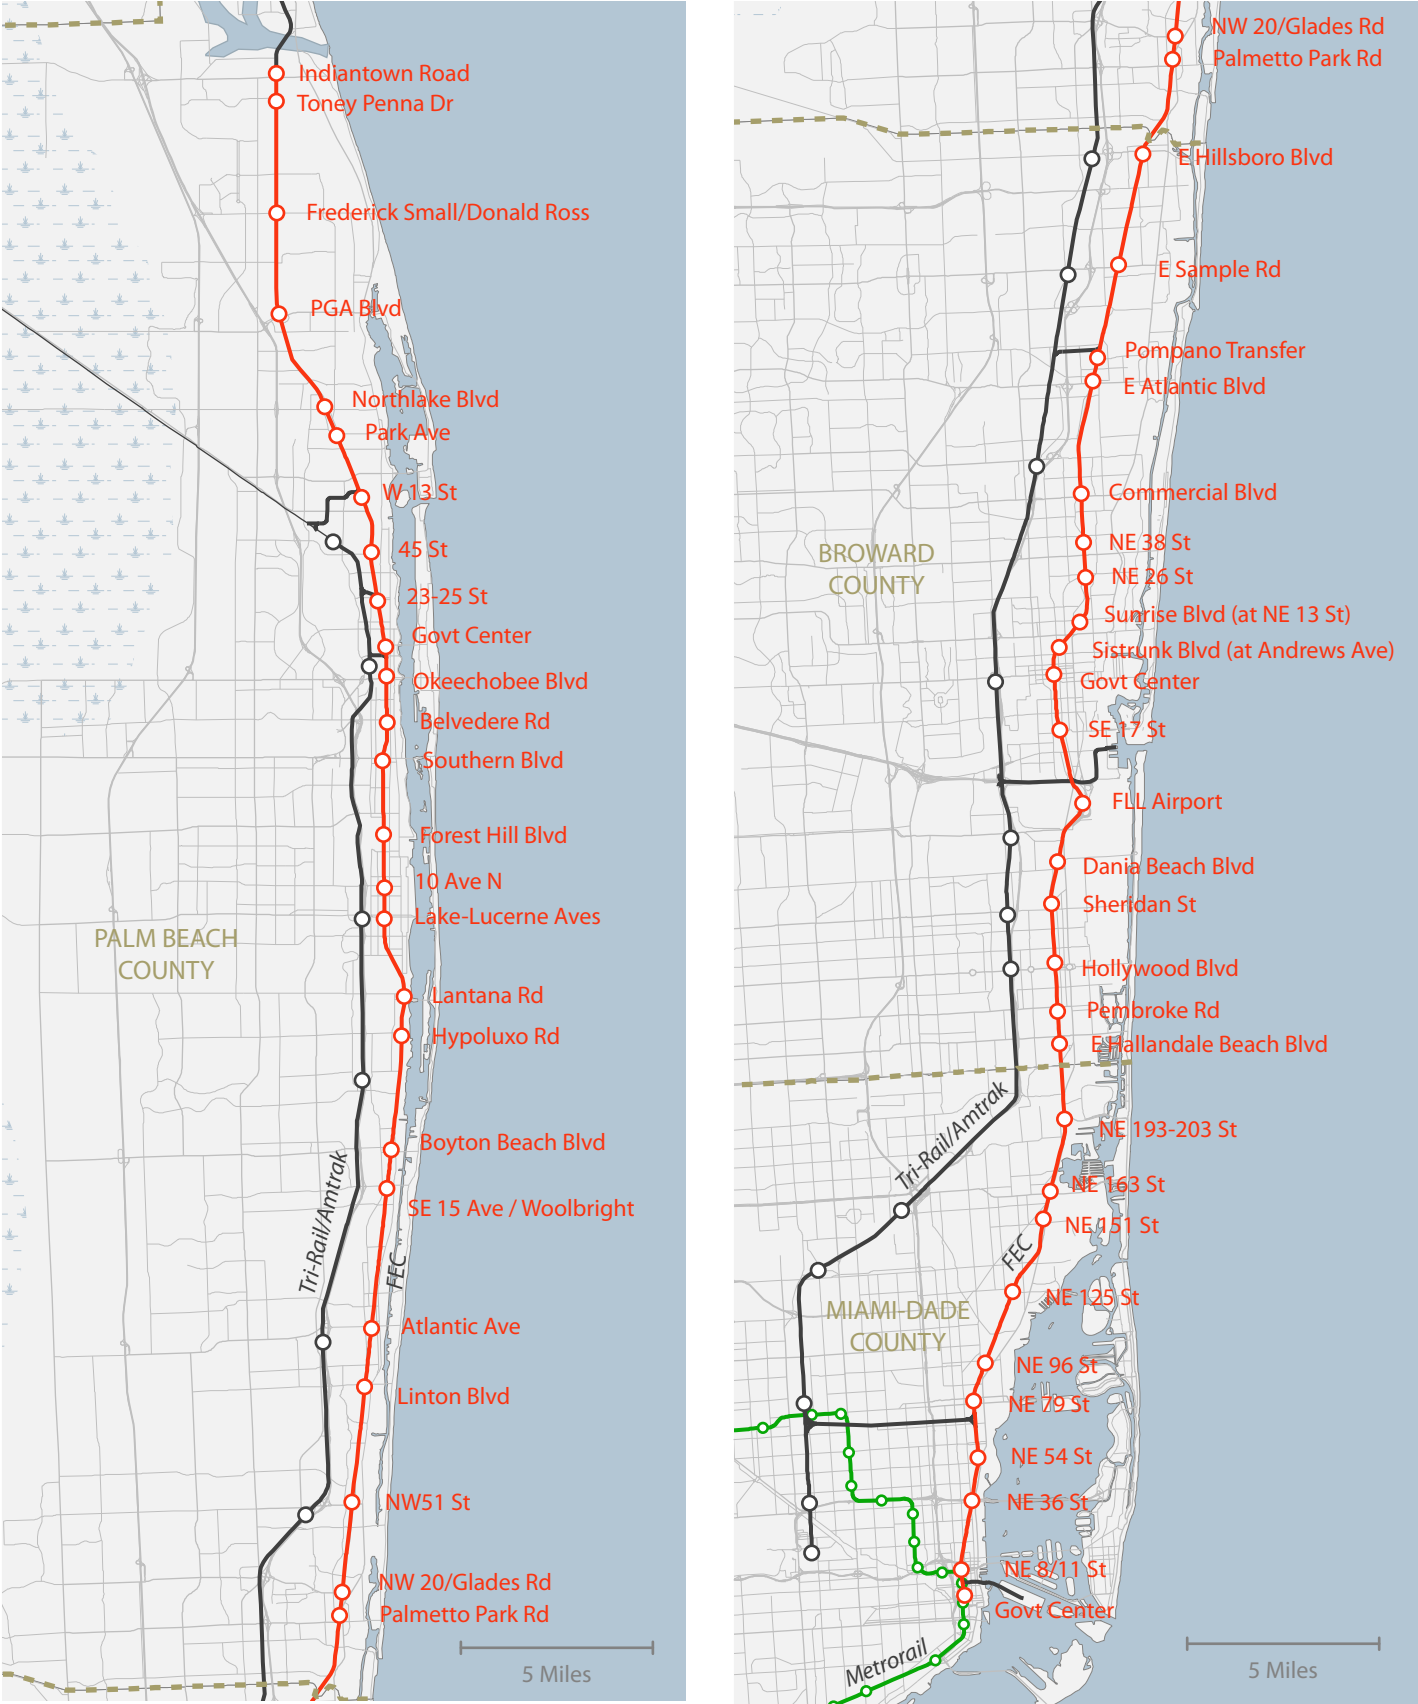 Indiantown Road
Toney Penna Dr
Frederick Small/Donald Ross
PGA Blvd
Northlake Blvd
Park Ave
W 13 St
45 St
23-25 St
Govt Center
Okeechobee Blvd
Belvedere Rd
Southern Blvd
Forest Hill Blvd
10 Ave N
Lake-Lucerne Aves
PALM BEACH
COUNTY
Lantana Rd
Hypoluxo Rd
Boyton Beach Blvd
SE 15 Ave / Woolbright
Tri-Rail/Amtrak
FEC
Atlantic Ave
Linton Blvd
NW51 St
NW 20/Glades Rd
Palmetto Park Rd
5 Miles
NW 20/Glades Rd
Palmetto Park Rd
E Hillsboro Blvd
E Sample Rd
Pompano Transfer
E Atlantic Blvd
Commercial Blvd
NE 38 St
BROWARD
COUNTY
NE 26 St
Sunrise Blvd (at NE 13 St)
Sistrunk Blvd (at Andrews Ave)
Govt Center
SE 17 St
FLL Airport
Dania Beach Blvd
Sheridan St
Hollywood Blvd
Pembroke Rd
E Hallandale Beach Blvd
Tri-Rail/Amtrak
NE 193-203 St
NE 163 St
NE 151 St
FEC
NE 125 St
MIAMI-DADE
COUNTY
NE 96 St
NE 79 St
NE 54 St
NE 36 St
NE 8/11 St
Govt Center
Metrorail
5 Miles